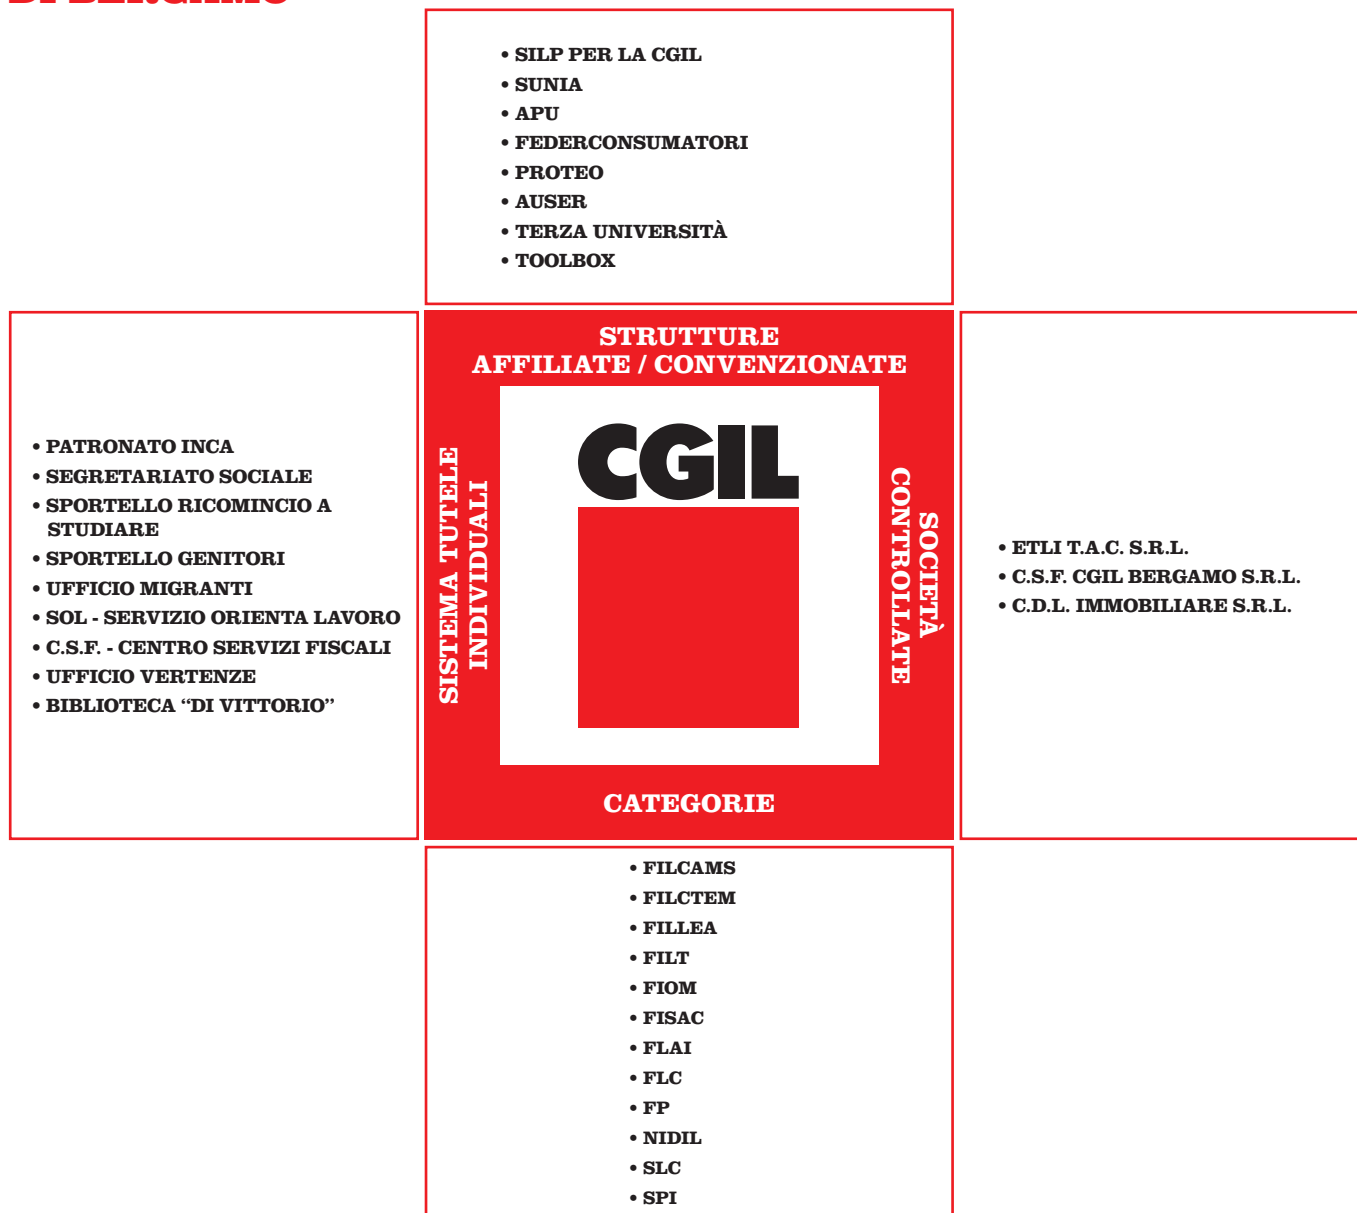 DI BERGAMO
• SILP PER LA CGIL
• SUNIA
• APU
• FEDERCONSUMATORI
• PROTEO
• AUSER
• TERZA UNIVERSITÀ
• TOOLBOX
STRUTTURE
AFFILIATE / CONVENZIONATE
• PATRONATO INCA
• SEGRETARIATO SOCIALE
• SPORTELLO RICOMINCIO A
STUDIARE
• SPORTELLO GENITORI
• UFFICIO MIGRANTI
• SOL - SERVIZIO ORIENTA LAVORO
• C.S.F. - CENTRO SERVIZI FISCALI
• UFFICIO VERTENZE
• BIBLIOTECA “DI VITTORIO”
SISTEMA TUTELE
INDIVIDUALI
CGIL
SOCIETÀ
CONTROLLATE
• ETLI T.A.C. S.R.L.
• C.S.F. CGIL BERGAMO S.R.L.
• C.D.L. IMMOBILIARE S.R.L.
CATEGORIE
• FILCAMS
• FILCTEM
• FILLEA
• FILT
• FIOM
• FISAC
• FLAI
• FLC
• FP
• NIDIL
• SLC
• SPI